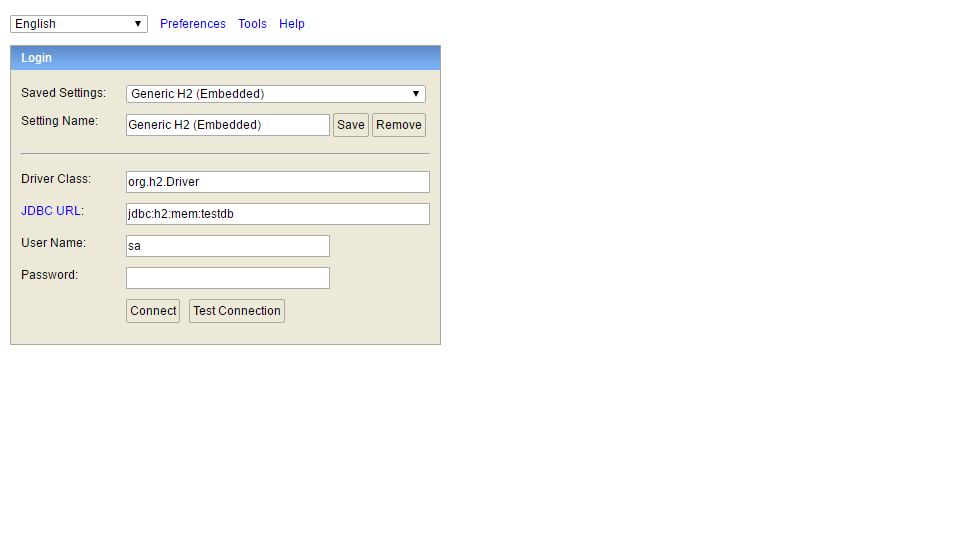 English Preferences Tools Help
Login
Saved Settings: Generic H2 (Embedded)
Setting Name: Generic H2 (Embedded) Save Remove
Driver Class: org.h2.Driver
JDBC URL: jdbc:h2:mem:testdb
User Name: sa
Password:
Connect Test Connection